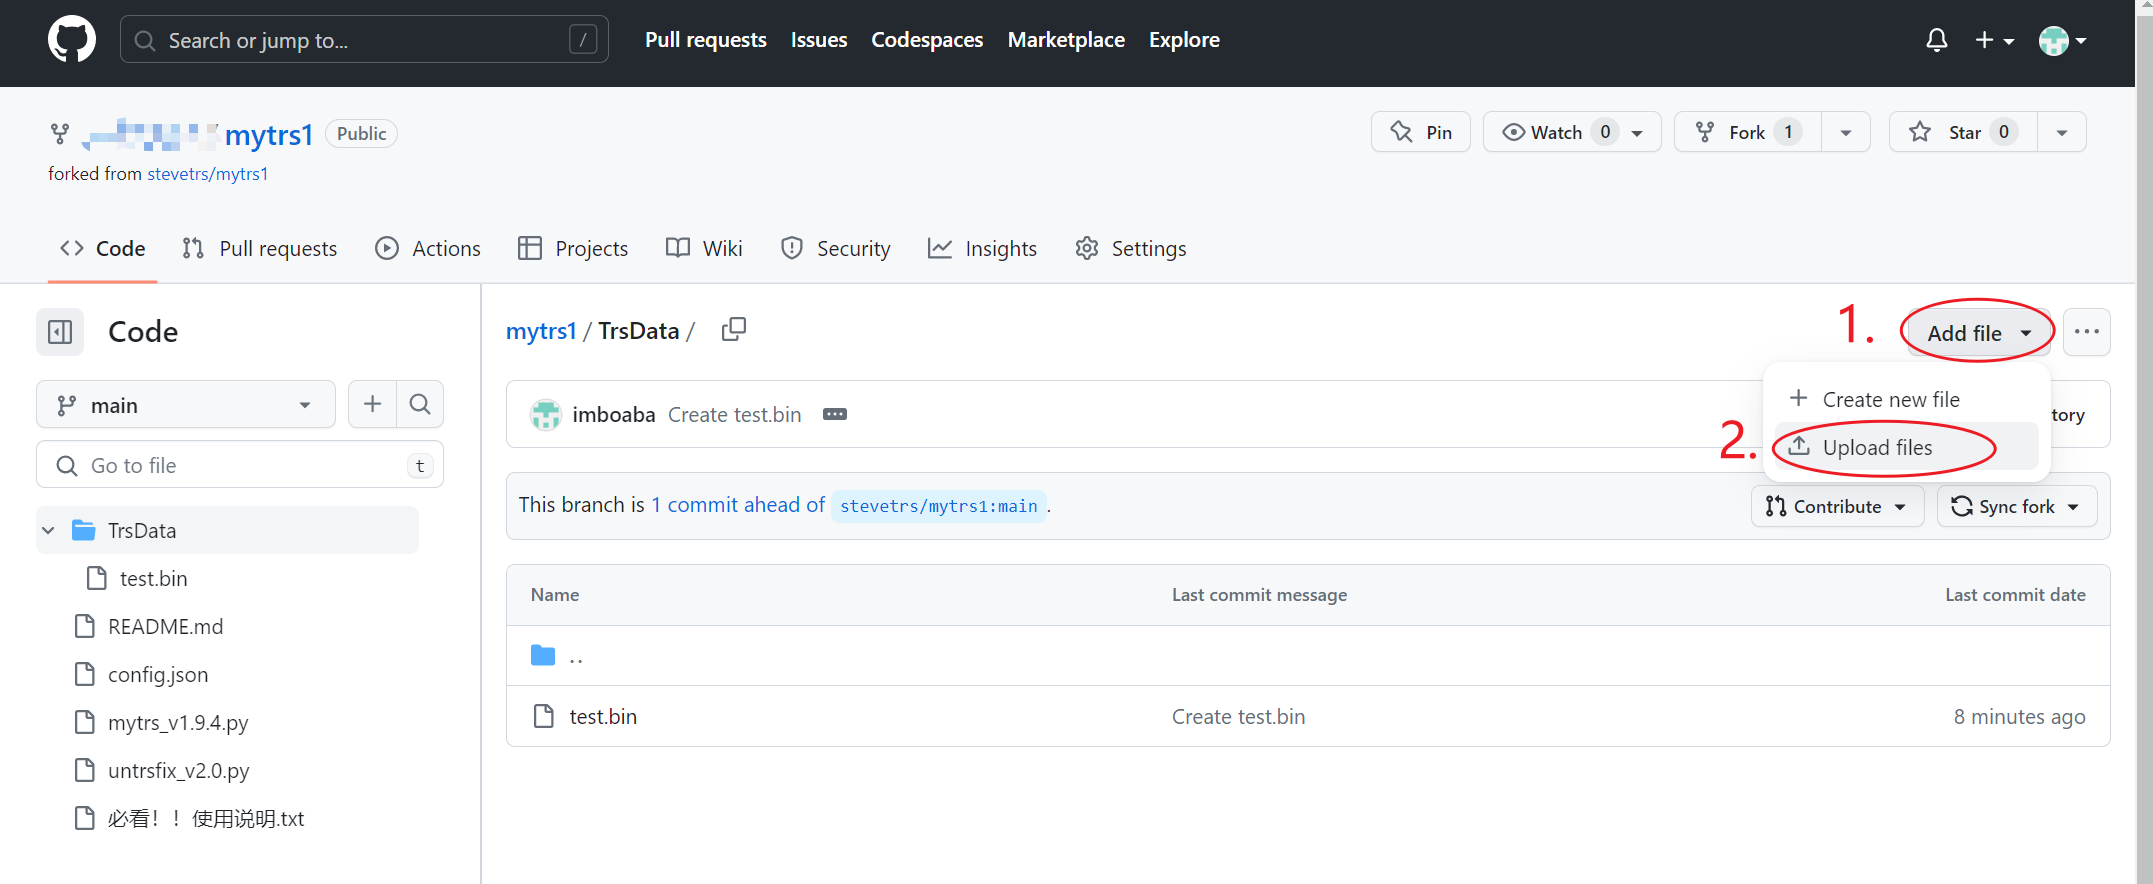 Search or jump to... / Pull requests Issues Codespaces Marketplace Explore
mytrs1 Public Pin Watch 0 Fork 1 Star 0
forked from stevetrs/mytrs1
Code Pull requests Actions Projects Wiki Security Insights Settings
Code
main
Go to file t
TrsData
test.bin
README.md
config.json
mytrs_v1.9.4.py
untrsfix_v2.0.py
必看！！使用说明.txt
mytrs1 / TrsData / 1. Add file ...
Create new file
imboaba Create test.bin ... tory
2. Upload files
This branch is 1 commit ahead of stevetrs/mytrs1:main . Contribute Sync fork
Name Last commit message Last commit date
..
test.bin Create test.bin 8 minutes ago